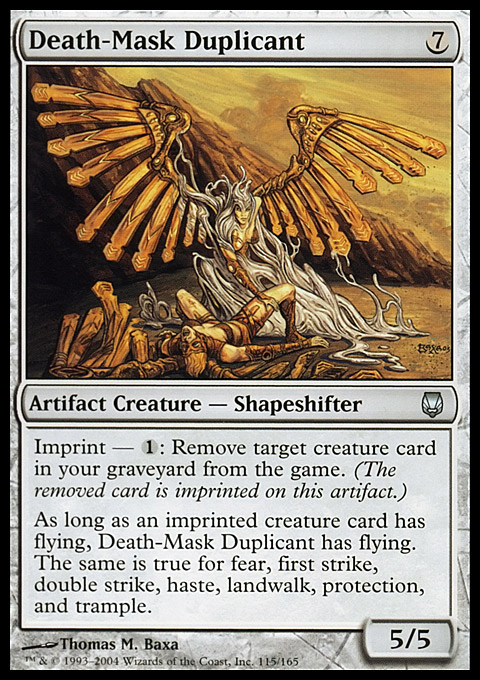 Death-Mask Duplicant 7
Artifact Creature — Shapeshifter
Imprint — 1: Remove target creature card
in your graveyard from the game. (The
removed card is imprinted on this artifact.)
As long as an imprinted creature card has
flying, Death-Mask Duplicant has flying.
The same is true for fear, first strike,
double strike, haste, landwalk, protection,
and trample.
Thomas M. Baxa
5/5
™ & © 1993–2004 Wizards of the Coast, Inc. 115/165